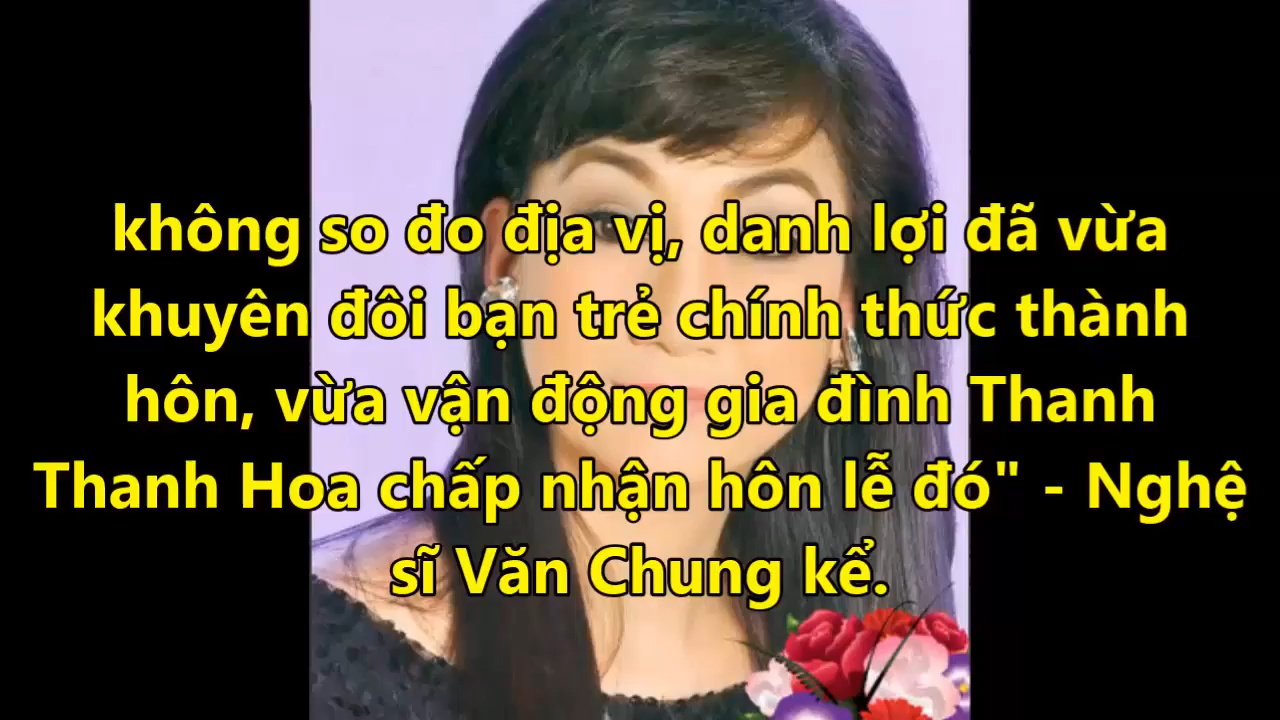 không so đo địa vị, danh lợi đã vừa
khuyên đôi bạn trẻ chính thức thành
hôn, vừa vận động gia đình Thanh
Thanh Hoa chấp nhận hôn lễ đó" - Nghệ
sĩ Văn Chung kể.